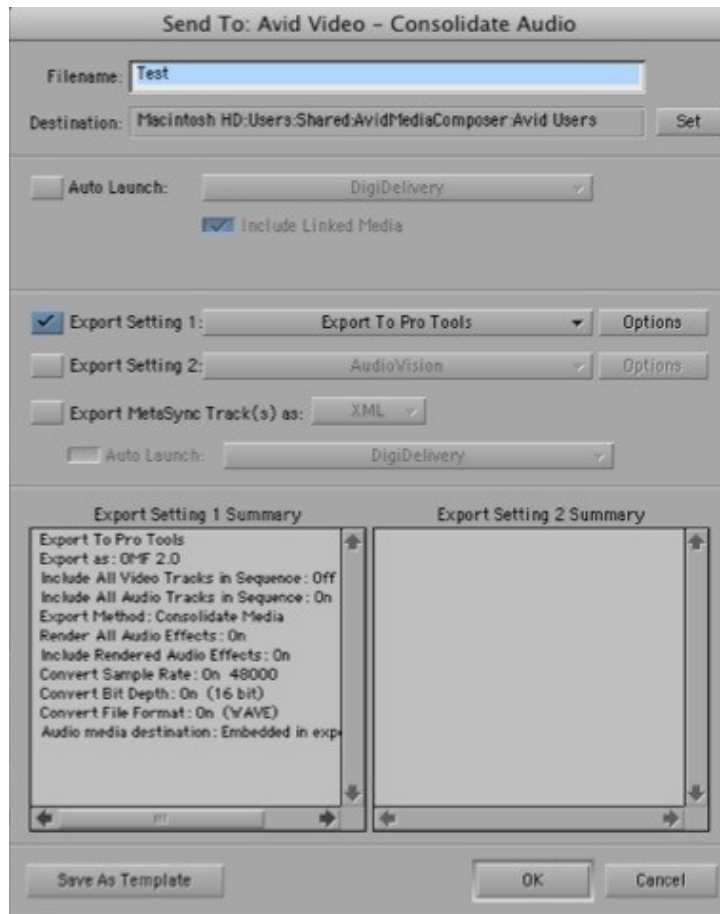 Send To: Avid Video - Consolidate Audio
Filename: Test
Destination: Macintosh HD:Users:Shared:AvidMediaComposer:Avid Users Set
Auto Launch: DigiDelivery
Include Linked Media
Export Setting 1: Export To Pro Tools Options
Export Setting 2: AudioVision Options
Export MetaSync Track(s) as: XML
Auto Launch: DigiDelivery
Export Setting 1 Summary
Export To Pro Tools
Export as: OMF 2.0
Include All Video Tracks in Sequence: Off
Include All Audio Tracks in Sequence: On
Export Method: Consolidate Media
Render All Audio Effects: On
Include Rendered Audio Effects: On
Convert Sample Rate: On 48000
Convert Bit Depth: On (16 bit)
Convert File Format: On (WAVE)
Audio media destination: Embedded in exp
Export Setting 2 Summary
Save As Template OK Cancel